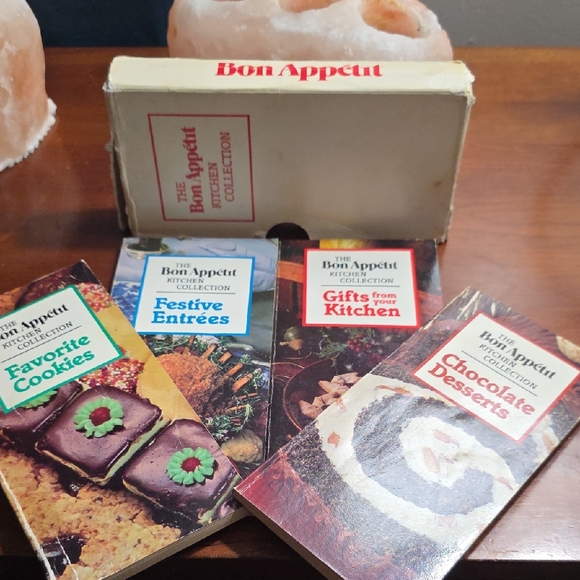 Bon Appétit
THE
Bon Appétit
KITCHEN
COLLECTION
THE
Bon Appétit
KITCHEN
COLLECTION
Favorite
Cookies
THE
Bon Appétit
KITCHEN
COLLECTION
Festive
Entrées
THE
Bon Appétit
KITCHEN
COLLECTION
Gifts from
your
Kitchen
THE
Bon Appétit
KITCHEN
COLLECTION
Chocolate
Desserts